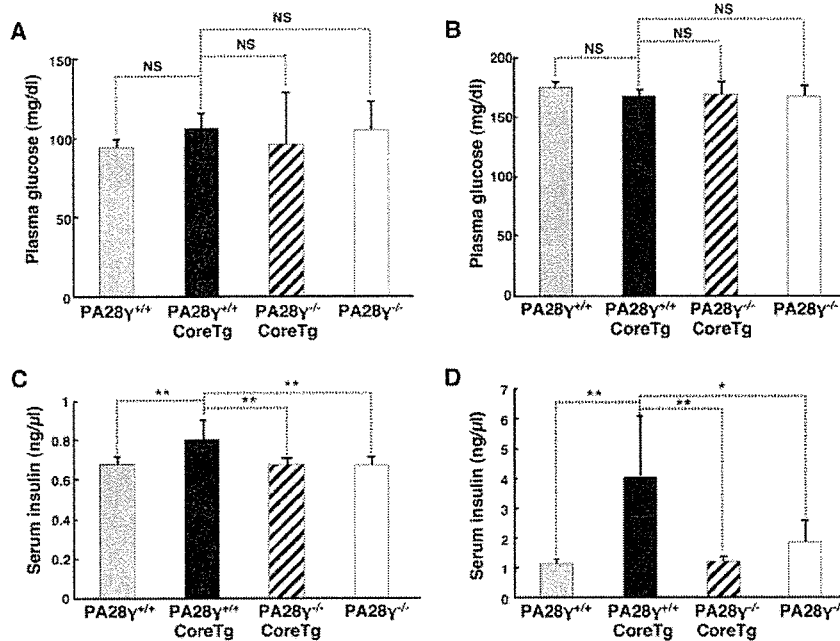 A
NS
NS
NS
Plasma glucose (mg/dl)
150
100
50
0
PA28γ+/+
PA28γ+/+
CoreTg
PA28γ-/-
CoreTg
PA28γ-/-
B
NS
NS
NS
Plasma glucose (mg/dl)
200
150
100
50
0
PA28γ+/+
PA28γ+/+
CoreTg
PA28γ-/-
CoreTg
PA28γ-/-
C
**
**
**
Serum insulin (ng/µl)
1
0.8
0.6
0.4
0.2
0
PA28γ+/+
PA28γ+/+
CoreTg
PA28γ-/-
CoreTg
PA28γ-/-
D
**
*
**
Serum insulin (ng/µl)
7
6
5
4
3
2
1
0
PA28γ+/+
PA28γ+/+
CoreTg
PA28γ-/-
CoreTg
PA28γ-/-